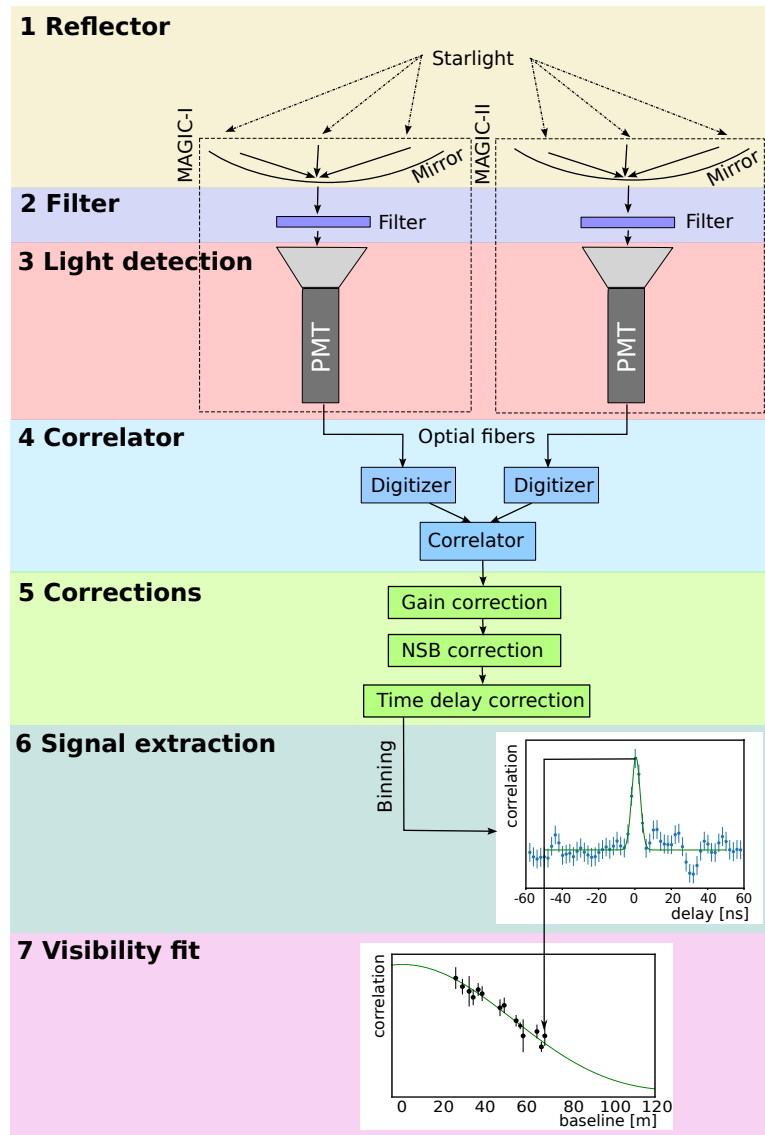 1 Reflector
Starlight
MAGIC-I
Mirror
MAGIC-II
Mirror
2 Filter
Filter
Filter
3 Light detection
PMT
PMT
4 Correlator
Optial fibers
Digitizer
Digitizer
Correlator
5 Corrections
Gain correction
NSB correction
Time delay correction
6 Signal extraction
Binning
correlation
-60 -40 -20 0 20 40 60
delay [ns]
7 Visibility fit
correlation
0 20 40 60 80 100 120
baseline [m]